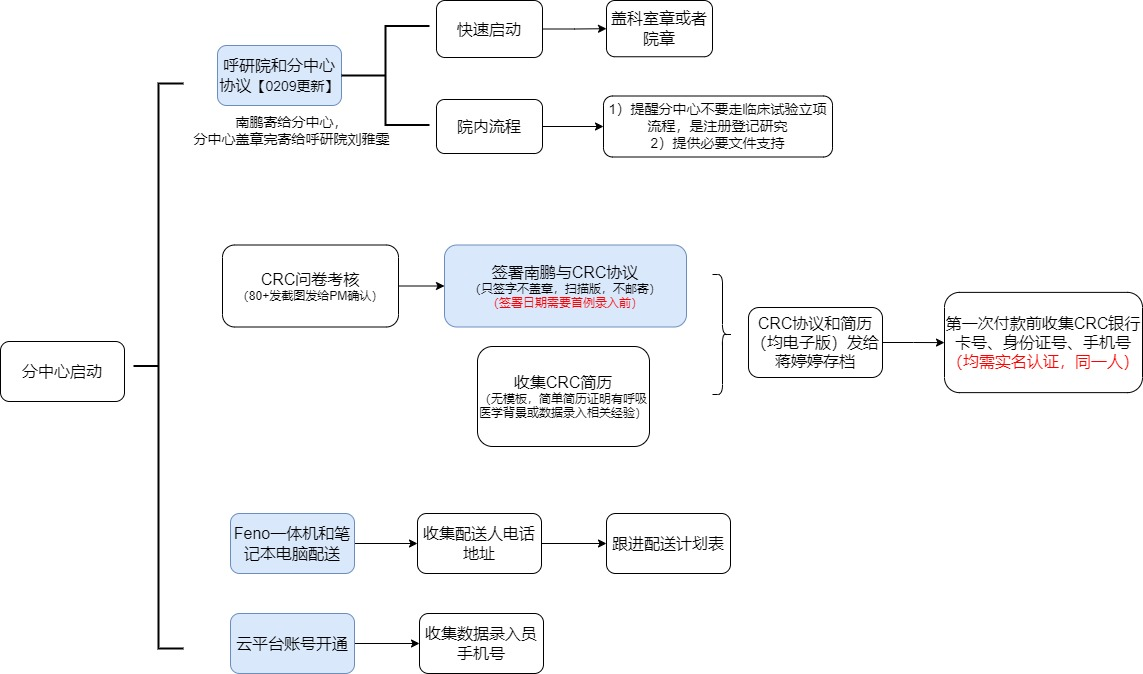 快速启动
盖科室章或者
院章
呼研院和分中心
协议【0209更新】
南鹏寄给分中心，
分中心盖章完寄给呼研院刘雅雯
院内流程
1）提醒分中心不要走临床试验立项
流程，是注册登记研究
2）提供必要文件支持
分中心启动
CRC问卷考核
（80+发截图发给PM确认）
签署南鹏与CRC协议
（只签字不盖章，扫描版，不邮寄）
（签署日期需要首例录入前）
收集CRC简历
（无模板，简单简历证明有呼吸
医学背景或数据录入相关经验）
CRC协议和简历
（均电子版）发给
蒋婷婷存档
第一次付款前收集CRC银行
卡号、身份证号、手机号
（均需实名认证，同一人）
Feno一体机和笔
记本电脑配送
收集配送人电话
地址
跟进配送计划表
云平台账号开通
收集数据录入员
手机号